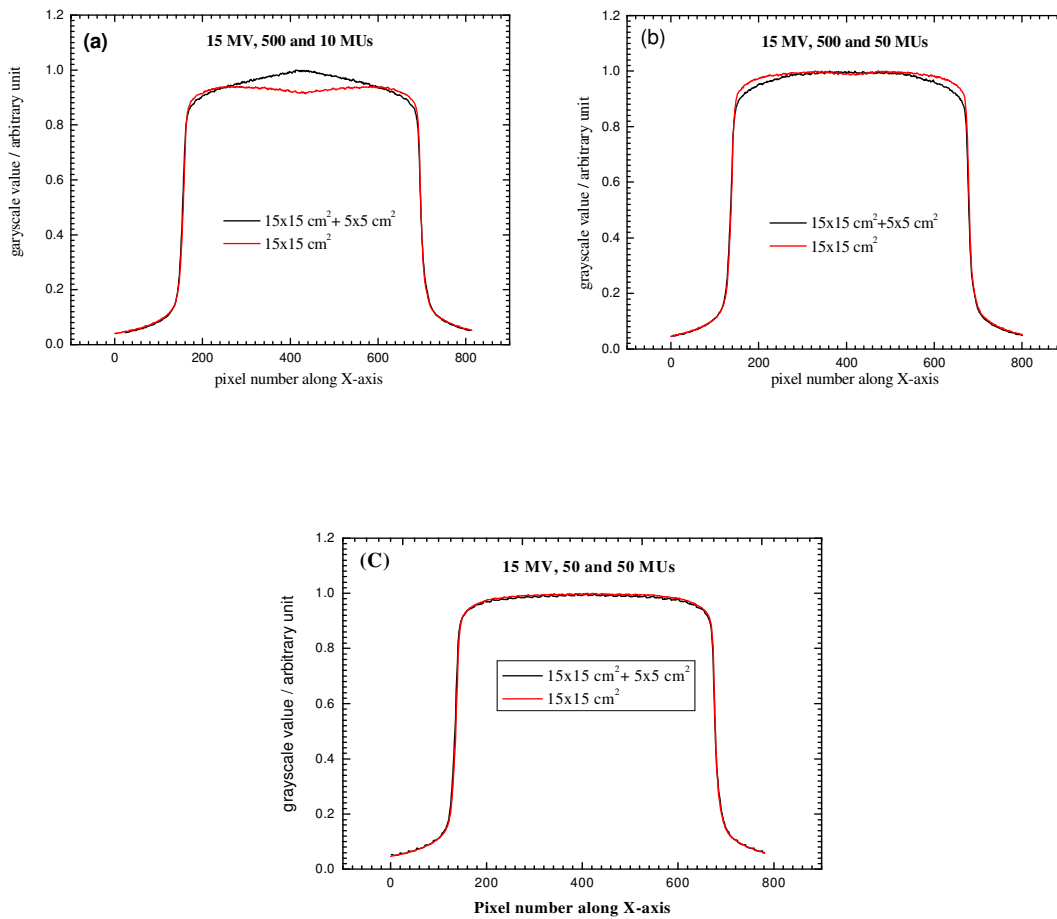 (a)
15 MV, 500 and 10 MUs
garyscale value / arbitrary unit
1.2
1.0
0.8
0.6
0.4
0.2
0.0
15x15 cm²+ 5x5 cm²
15x15 cm²
0 200 400 600 800
pixel number along X-axis
(b)
15 MV, 500 and 50 MUs
grayscale value / arbitrary unit
1.2
1.0
0.8
0.6
0.4
0.2
0.0
15x15 cm²+5x5 cm²
15x15 cm²
0 200 400 600 800
pixel number along X-axis
(C)
15 MV, 50 and 50 MUs
grayscale value / arbitrary unit
1.2
1.0
0.8
0.6
0.4
0.2
0.0
15x15 cm²+ 5x5 cm²
15x15 cm²
0 200 400 600 800
Pixel number along X-axis